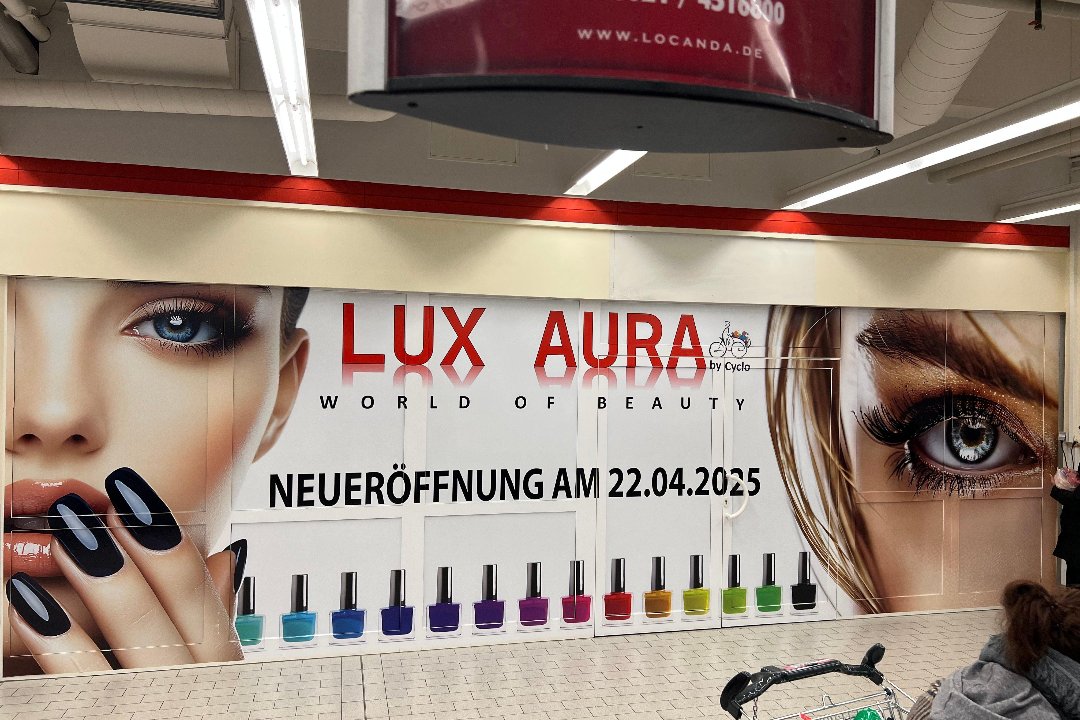 WWW.LOCANDA.DE
LUX AURA
by Cyclo
WORLD OF BEAUTY
NEUERÖFFNUNG AM 22.04.2025